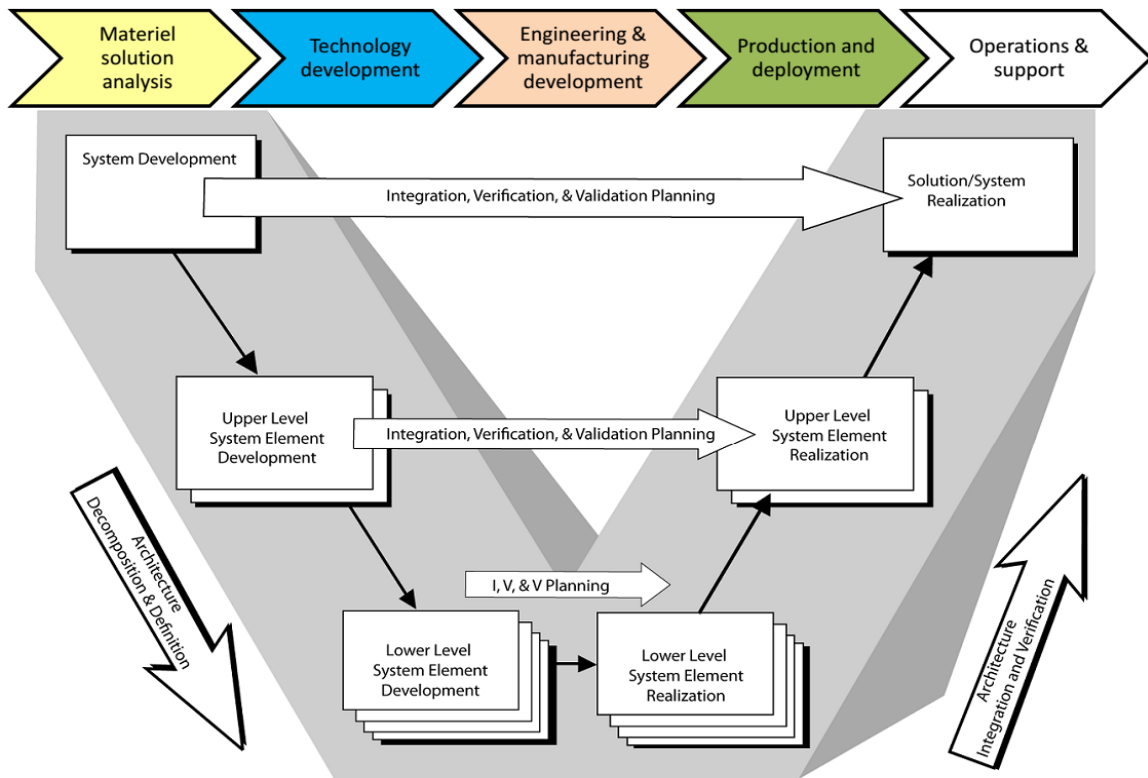 Materiel
solution
analysis
Technology
development
Engineering &
manufacturing
development
Production and
deployment
Operations &
support
System Development
Integration, Verification, & Validation Planning
Solution/System
Realization
Upper Level
System Element
Development
Integration, Verification, & Validation Planning
Upper Level
System Element
Realization
Architecture
Decomposition & Definition
I, V, & V Planning
Lower Level
System Element
Development
Lower Level
System Element
Realization
Architecture
Integration and Verification